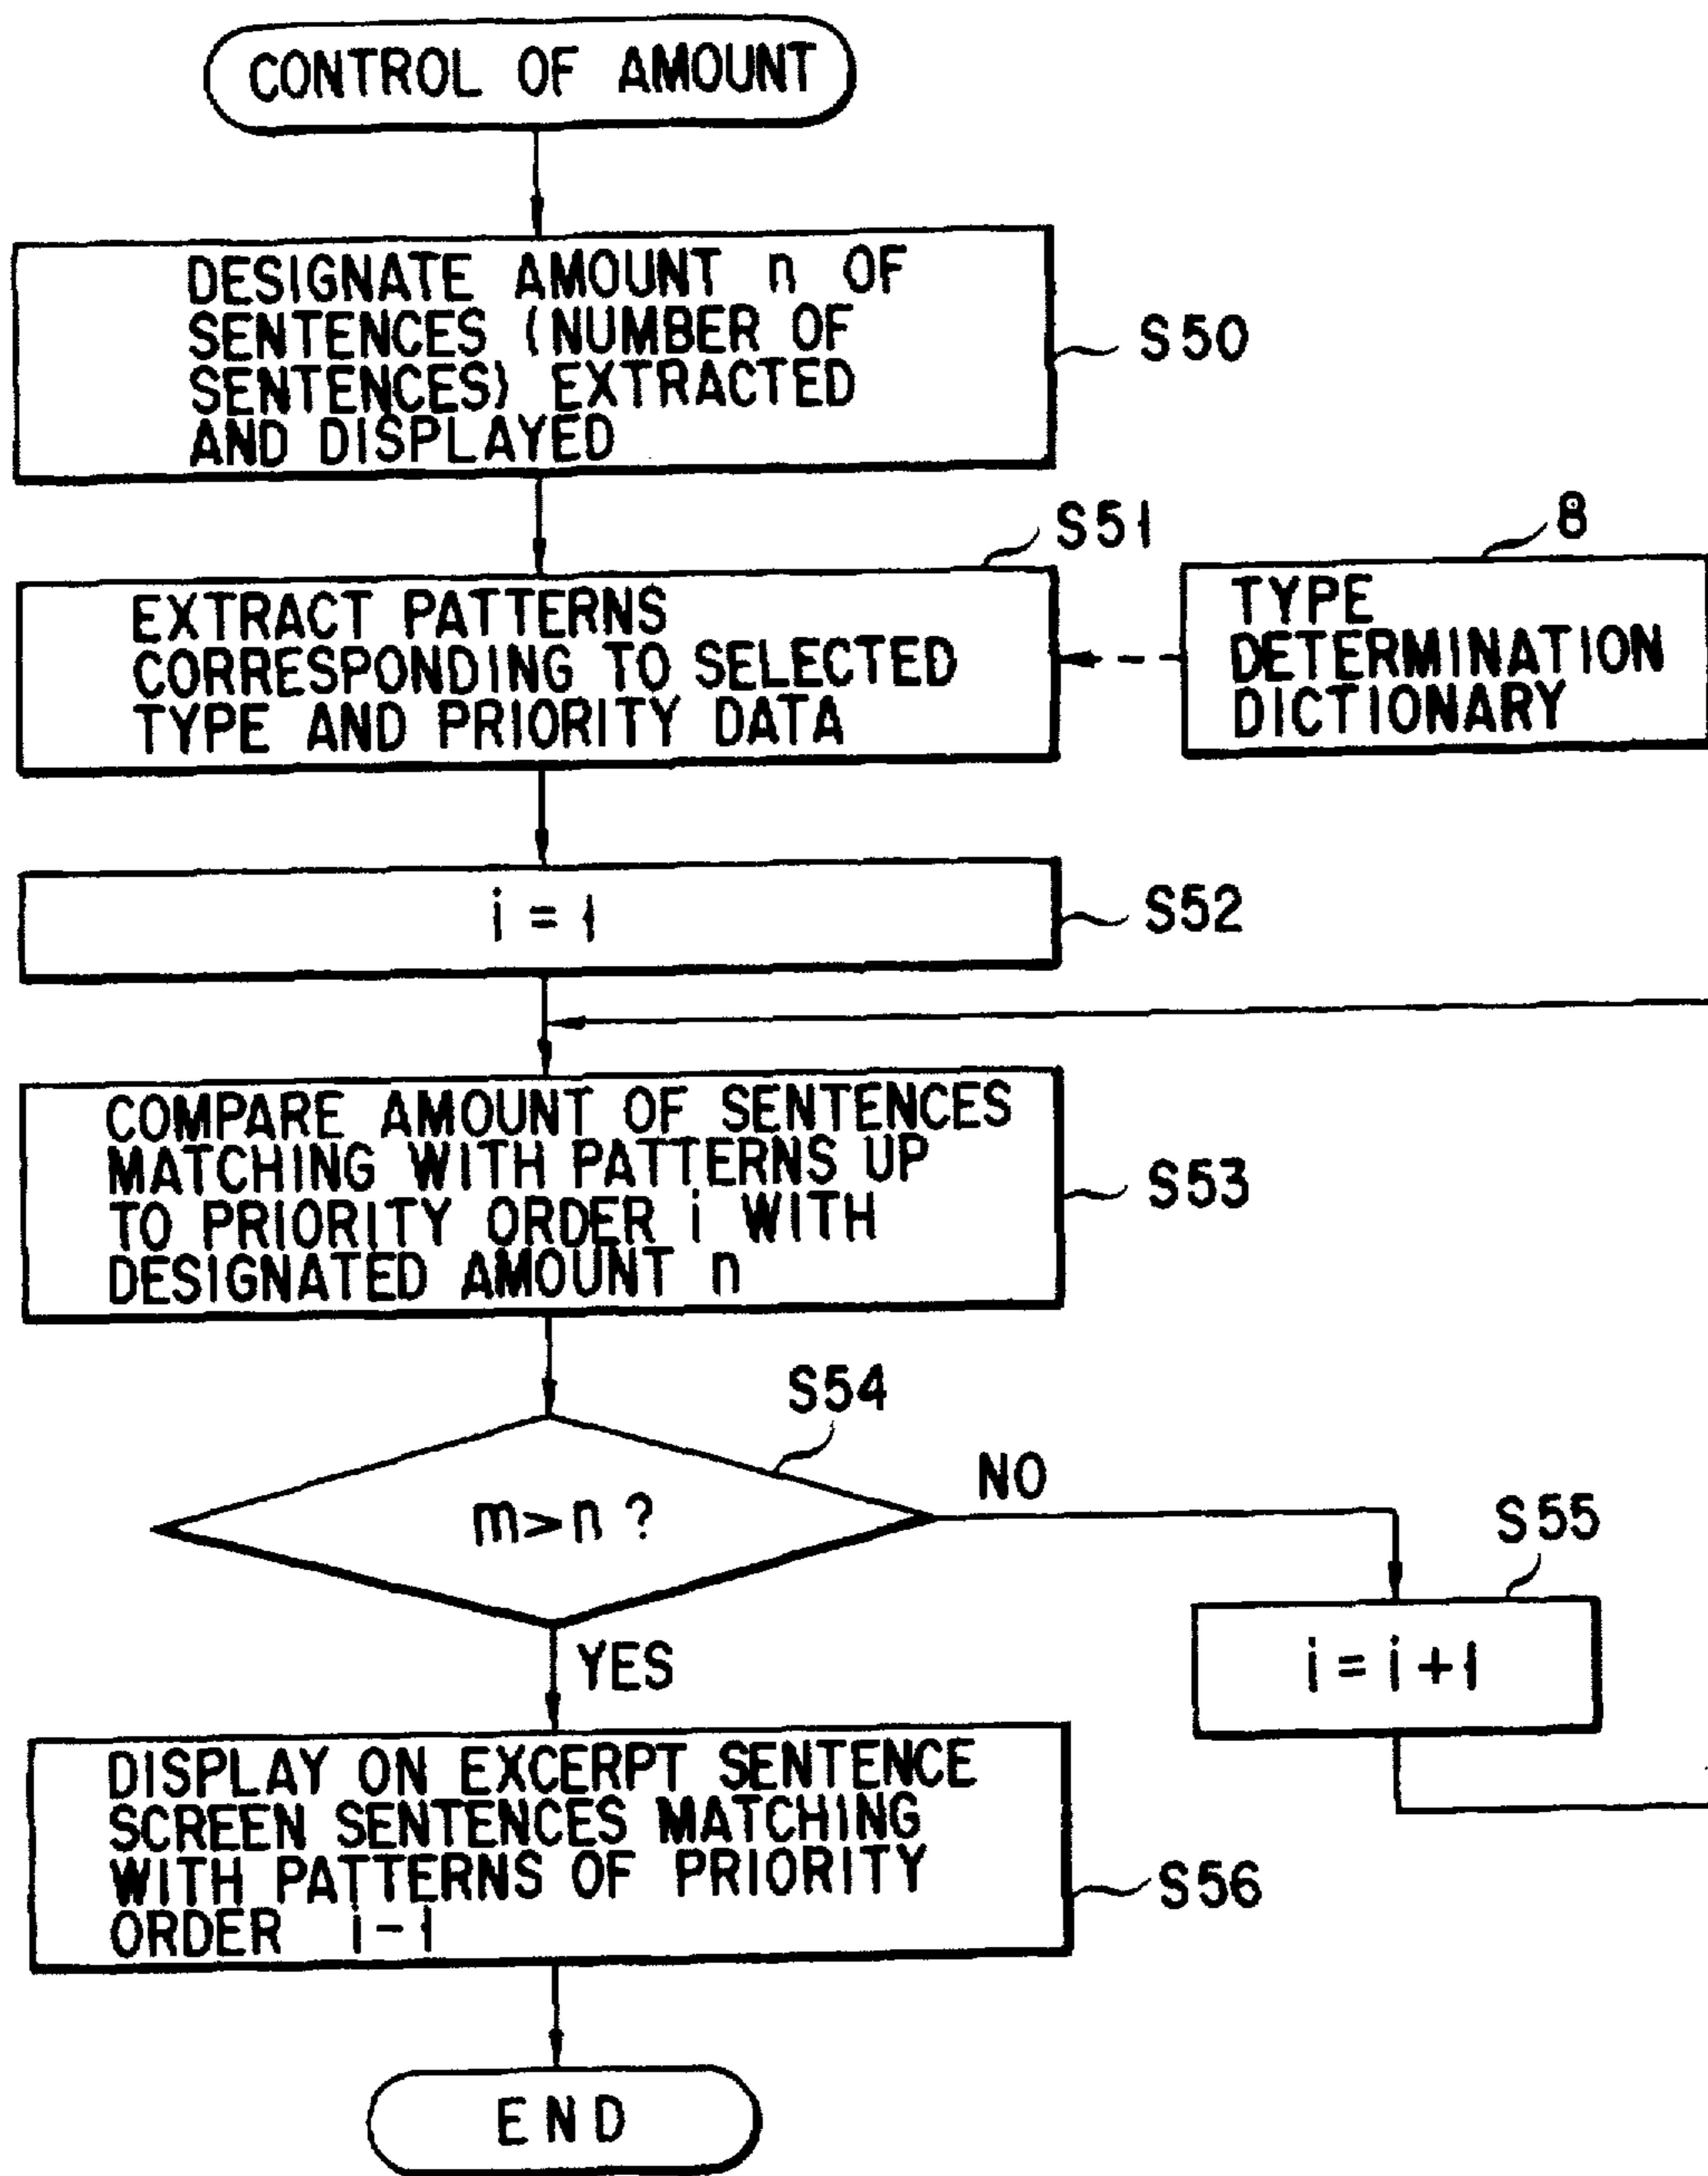 CONTROL OF AMOUNT
DESIGNATE AMOUNT n OF
SENTENCES (NUMBER OF
SENTENCES) EXTRACTED
AND DISPLAYED
S50
S51
EXTRACT PATTERNS
CORRESPONDING TO SELECTED
TYPE AND PRIORITY DATA
8
TYPE
DETERMINATION
DICTIONARY
i = 1
S52
COMPARE AMOUNT OF SENTENCES
MATCHING WITH PATTERNS UP
TO PRIORITY ORDER i WITH
DESIGNATED AMOUNT n
S53
S54
m>n ?
NO
S55
i = i + 1
YES
DISPLAY ON EXCERPT SENTENCE
SCREEN SENTENCES MATCHING
WITH PATTERNS OF PRIORITY
ORDER i-1
S56
END